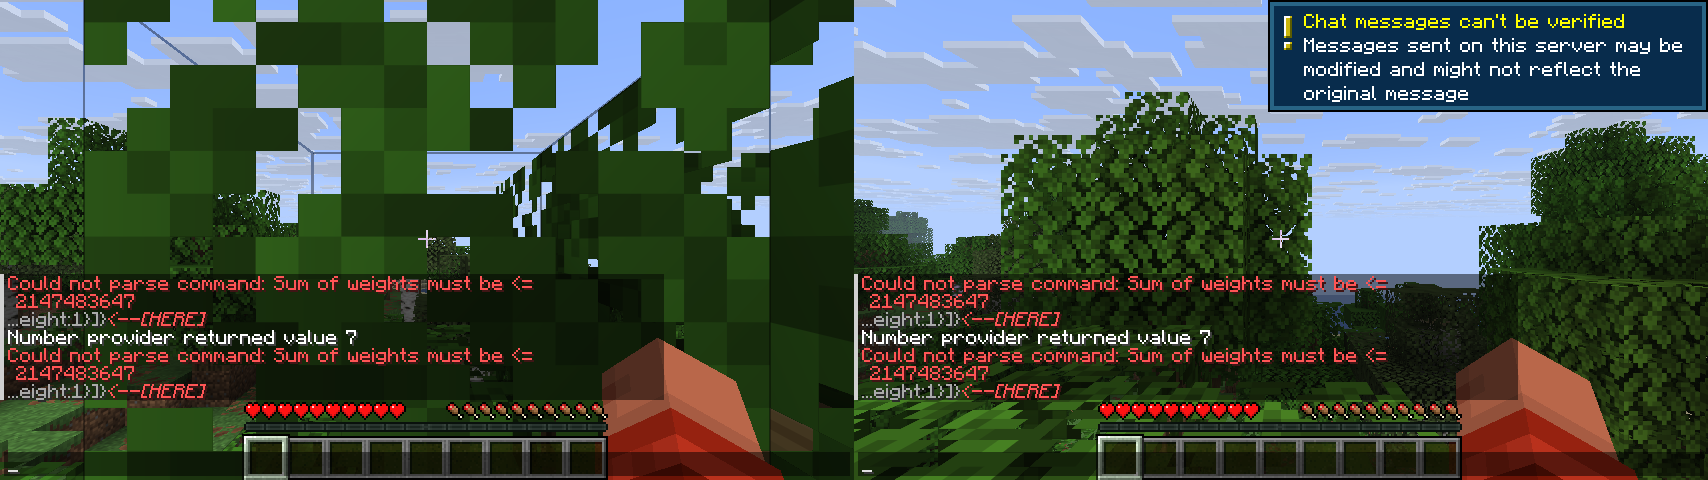 Could not parse command: Sum of weights must be <=
2147483647
...eight:1}]}<--[HERE]
Number provider returned value 7
Could not parse command: Sum of weights must be <=
2147483647
...eight:1}]}<--[HERE]
_
Chat messages can't be verified
Messages sent on this server may be
modified and might not reflect the
original message
Could not parse command: Sum of weights must be <=
2147483647
...eight:1}]}<--[HERE]
Number provider returned value 7
Could not parse command: Sum of weights must be <=
2147483647
...eight:1}]}<--[HERE]
_